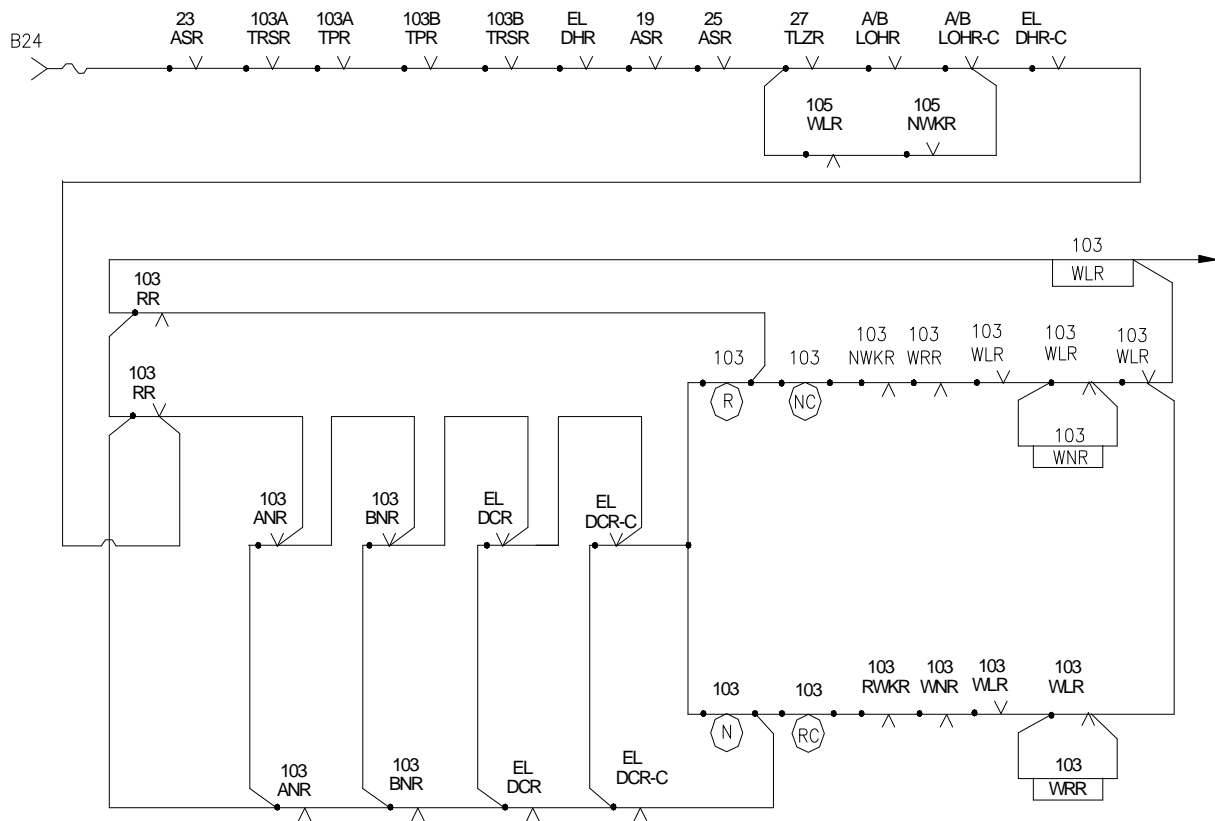 B24
23
ASR
103A
TRSR
103A
TPR
103B
TPR
103B
TRSR
EL
DHR
19
ASR
25
ASR
27
TLZR
A/B
LOHR
A/B
LOHR-C
EL
DHR-C
105
WLR
105
NWKR
103
WLR
103
RR
103
RR
103
R
103
NC
103
NWKR
103
WRR
103
WLR
103
WLR
103
WLR
103
WNR
103
ANR
103
BNR
EL
DCR
EL
DCR-C
103
N
103
RC
103
RWKR
103
WNR
103
WLR
103
WLR
103
WRR
103
ANR
103
BNR
EL
DCR
EL
DCR-C